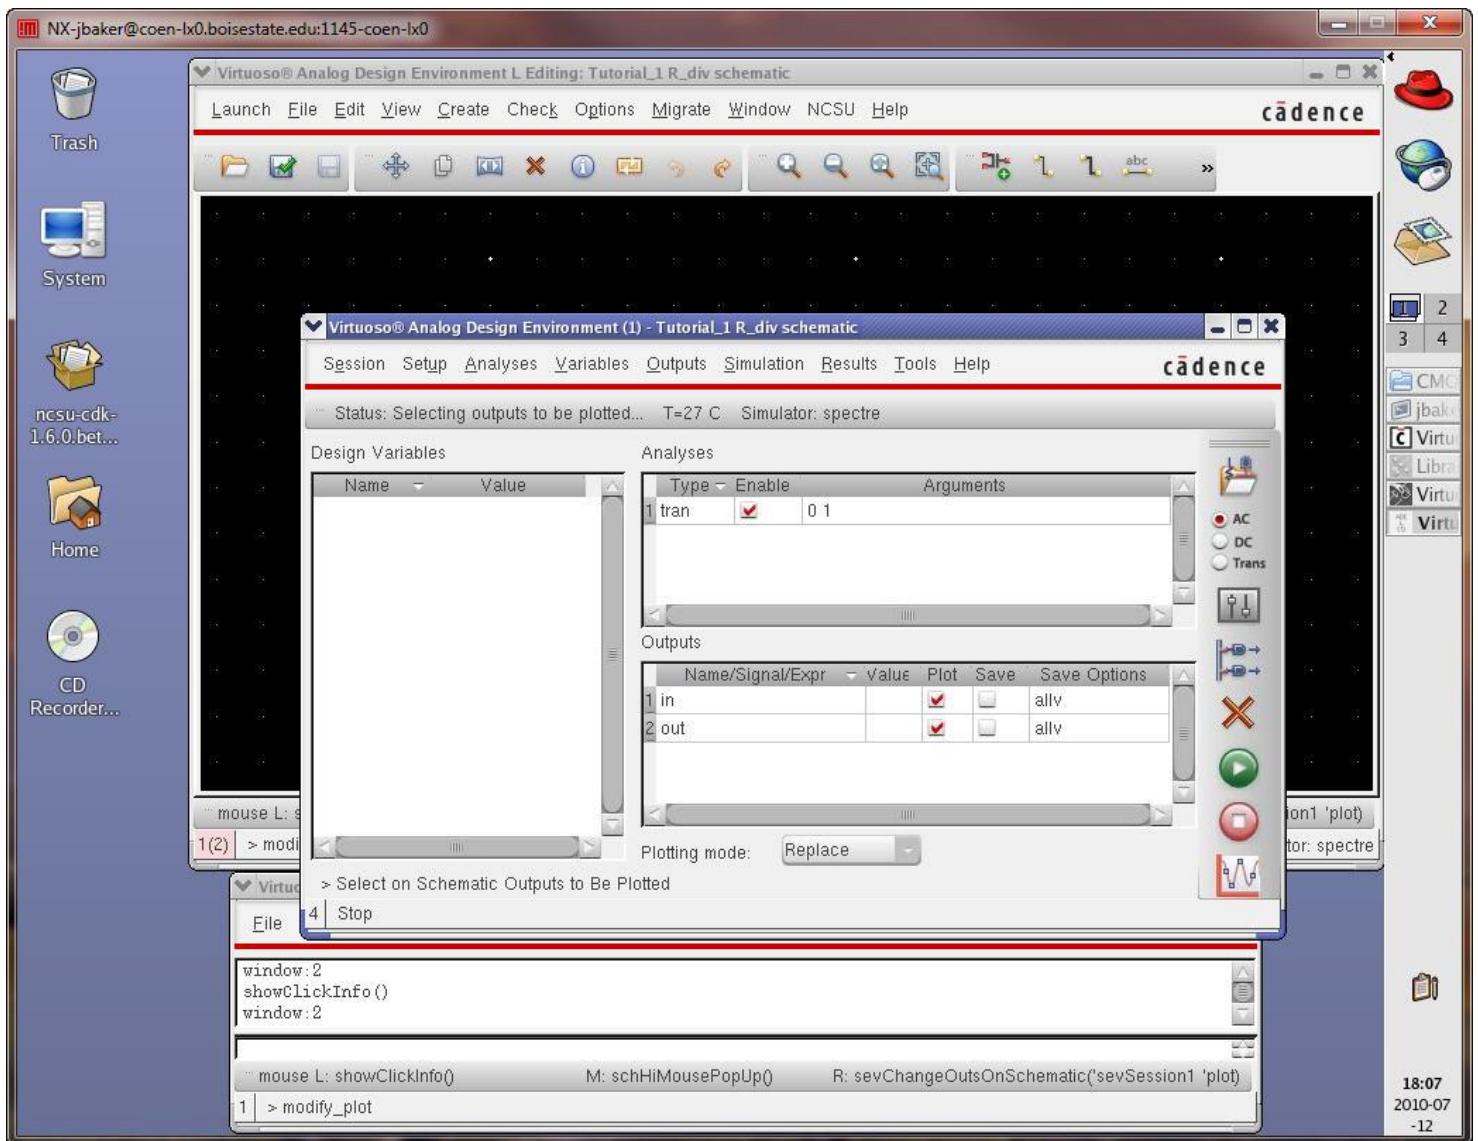 NX-jbaker@coen-lx0.boisestate.edu:1145-coen-lx0
Trash
System
ncsu-cdk-
1.6.0.bet...
Home
CD
Recorder...
Virtuoso® Analog Design Environment L Editing: Tutorial_1 R_div schematic
Launch File Edit View Create Check Options Migrate Window NCSU Help
cādence
abc
»
Virtuoso® Analog Design Environment (1) - Tutorial_1 R_div schematic
Session Setup Analyses Variables Outputs Simulation Results Tools Help
cādence
Status: Selecting outputs to be plotted... T=27 C Simulator: spectre
Design Variables
Name Value
Analyses
Type Enable Arguments
1 tran 0 1
AC
DC
Trans
Outputs
Name/Signal/Expr Value Plot Save Save Options
1 in allv
2 out allv
Plotting mode: Replace
> Select on Schematic Outputs to Be Plotted
4 Stop
mouse L: s
ion1 'plot)
1(2) > modi
tor: spectre
Virtuo
File
window:2
showClickInfo()
window:2
mouse L: showClickInfo() M: schHiMousePopUp() R: sevChangeOutsOnSchematic('sevSession1 'plot)
1 > modify_plot
1 2
3 4
CMO
jbak
Virtu
Libra
Virtu
Virtu
18:07
2010-07
-12